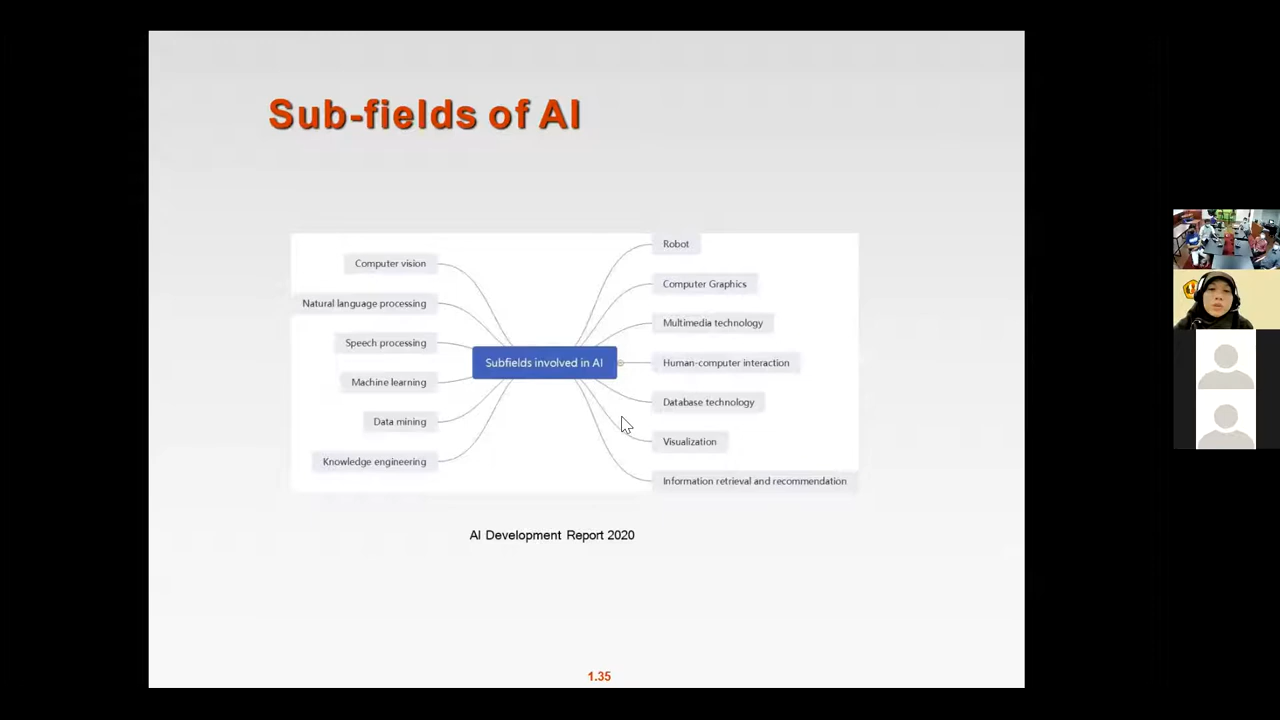 Sub-fields of AI
Computer vision
Natural language processing
Speech processing
Machine learning
Data mining
Knowledge engineering
Subfields involved in AI
Robot
Computer Graphics
Multimedia technology
Human-computer interaction
Database technology
Visualization
Information retrieval and recommendation
AI Development Report 2020
1.35